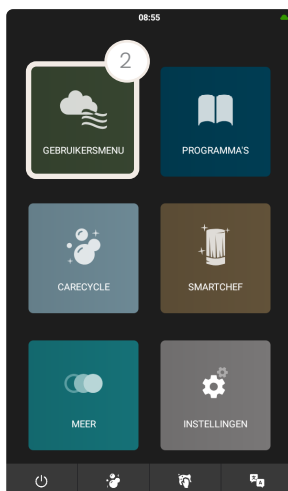 08:55
2
GEBRUIKERSMENU
PROGRAMMA'S
CARECYCLE
SMARTCHEF
MEER
INSTELLINGEN